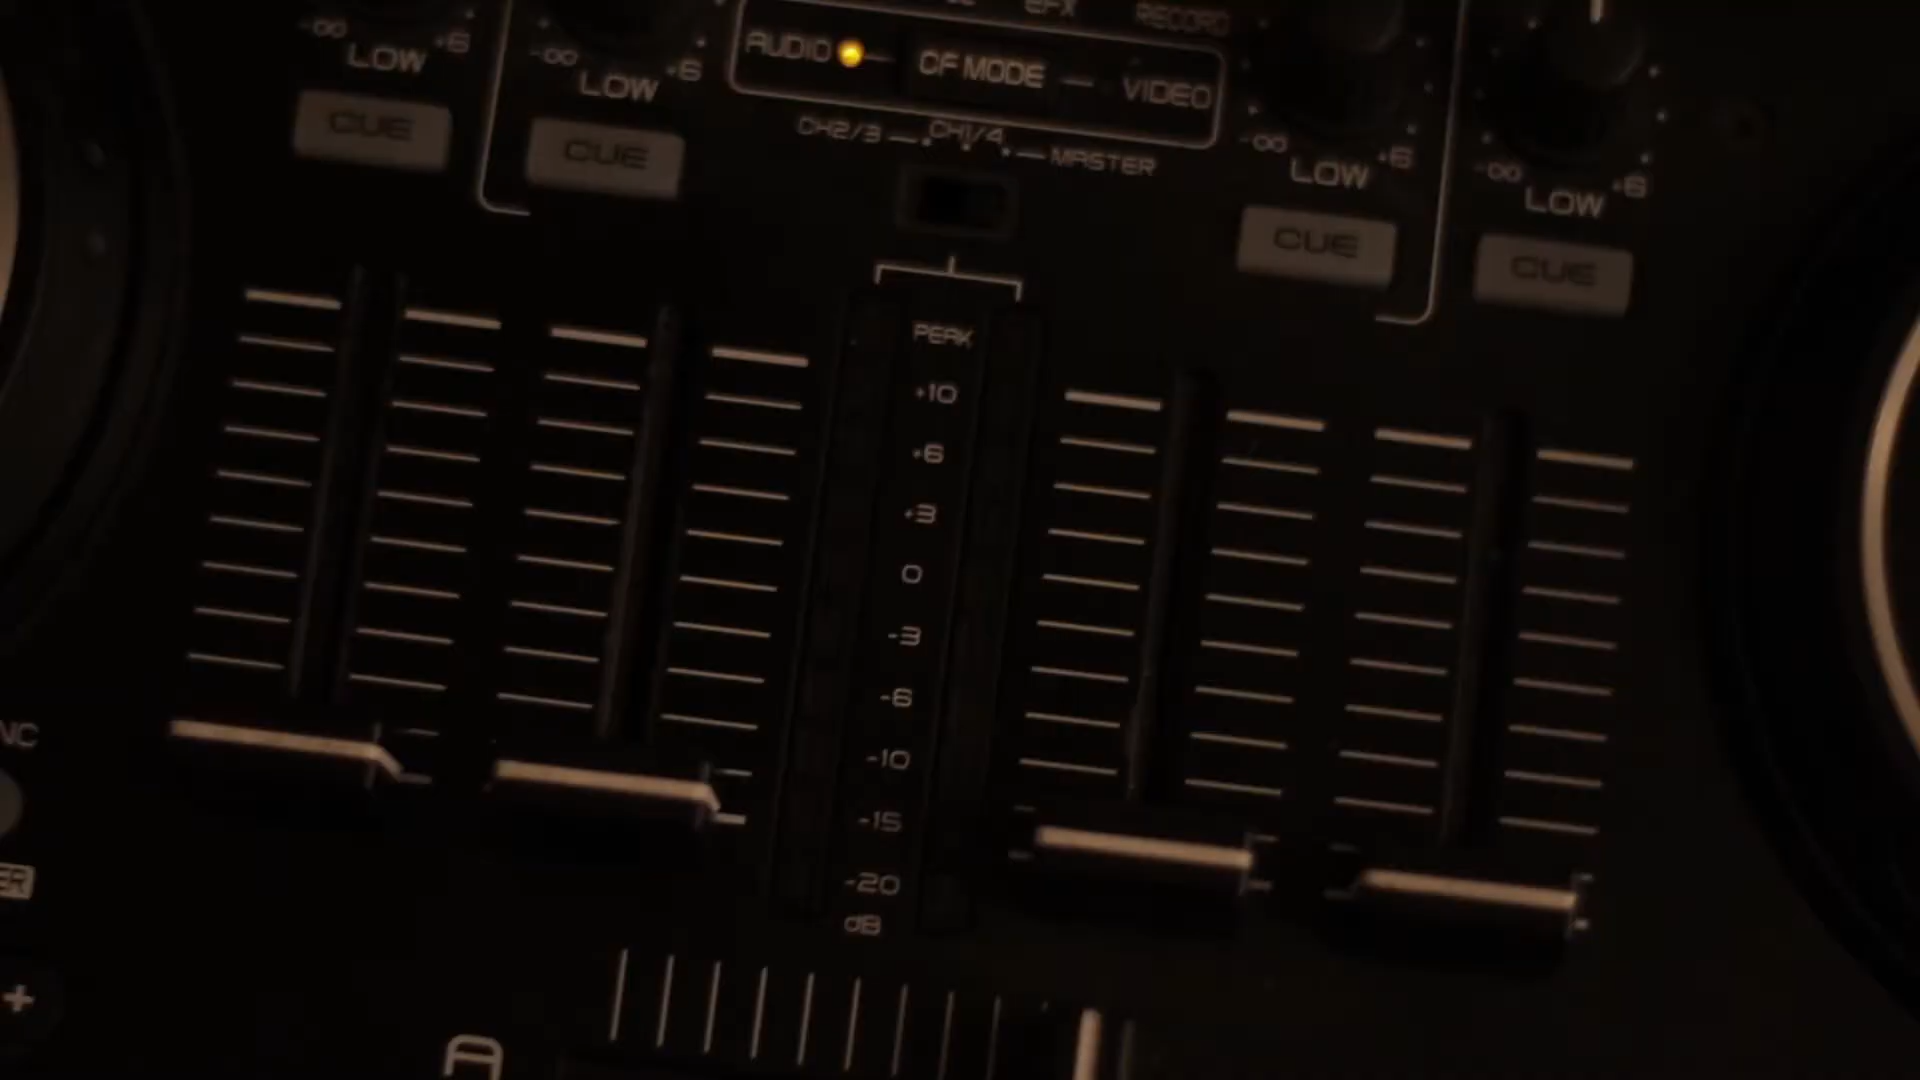 EFX RECORD
AUDIO CF MODE VIDEO
-∞ LOW +6
-∞ LOW +6
-∞ LOW +6
-∞ LOW +6
CUE
CUE
CUE
CUE
CH2/3 CH1/4 MASTER
PEAK
+10
+6
+3
0
-3
-6
-10
-15
-20
dB
+
A